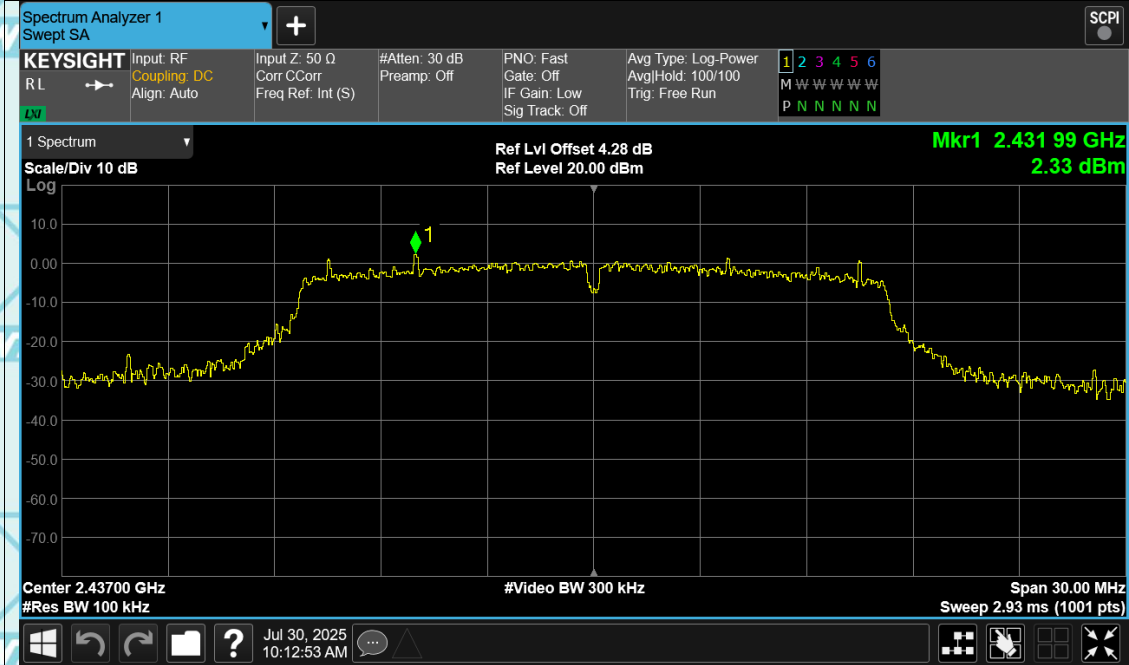 Spectrum Analyzer 1
Swept SA
+
SCPI
KEYSIGHT
R L
LXI
Input: RF
Coupling: DC
Align: Auto
Input Z: 50 Ω
Corr CCorr
Freq Ref: Int (S)
#Atten: 30 dB
Preamp: Off
PNO: Fast
Gate: Off
IF Gain: Low
Sig Track: Off
Avg Type: Log-Power
Avg|Hold: 100/100
Trig: Free Run
1 2 3 4 5 6
M W W W W W
P N N N N N
1 Spectrum
Scale/Div 10 dB
Log
Ref Lvl Offset 4.28 dB
Ref Level 20.00 dBm
Mkr1 2.431 99 GHz
2.33 dBm
1
10.0
0.00
-10.0
-20.0
-30.0
-40.0
-50.0
-60.0
-70.0
Center 2.43700 GHz
#Res BW 100 kHz
#Video BW 300 kHz
Span 30.00 MHz
Sweep 2.93 ms (1001 pts)
?
Jul 30, 2025
10:12:53 AM